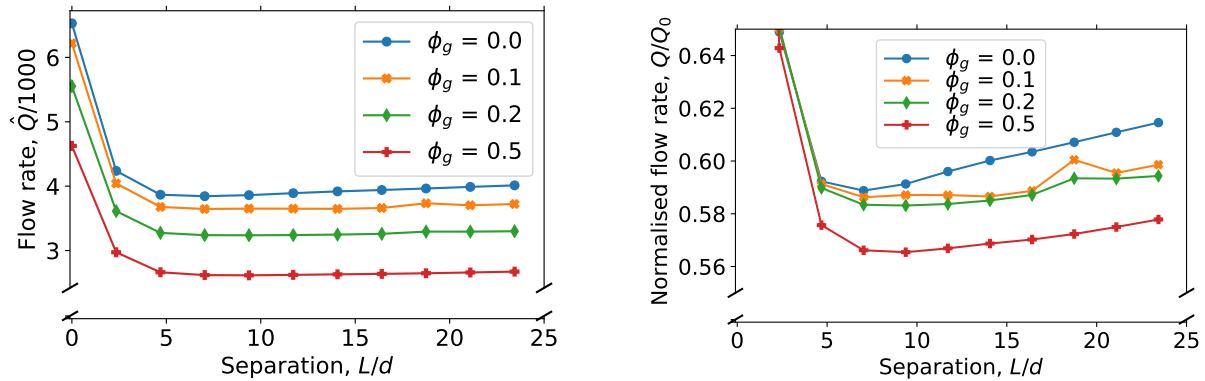 Flow rate, Q̂/1000
6
5
4
3
ϕg = 0.0
ϕg = 0.1
ϕg = 0.2
ϕg = 0.5
0 5 10 15 20 25
Separation, L/d
Normalised flow rate, Q/Q0
0.64
0.62
0.60
0.58
0.56
ϕg = 0.0
ϕg = 0.1
ϕg = 0.2
ϕg = 0.5
0 5 10 15 20 25
Separation, L/d